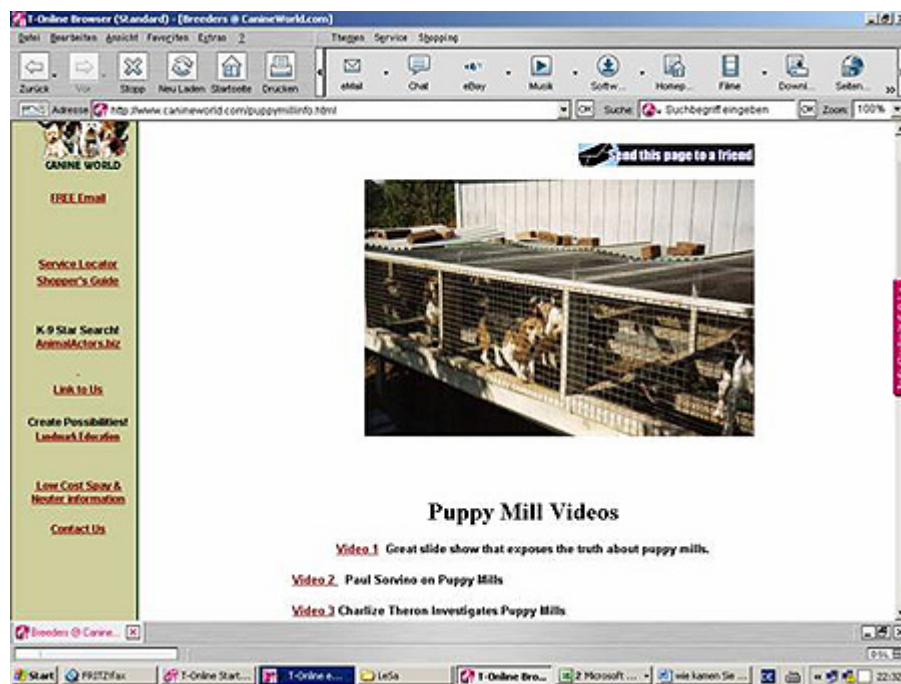 T-Online Browser (Standard) - [Breeders @ CanineWorld.com]
Datei Bearbeiten Ansicht Favoriten Extras ? Themen Service Shopping
Zurück Vor Stopp Neu Laden Startseite Drucken eMail Chat eBay Musik Softw... Homep... Filme Downl... Seiten...
Adresse http://www.canineworld.com/puppymillinfo.html OK Suche: Suchbegriff eingeben OK Zoom: 100%
CANINE WORLD
Send this page to a friend
FREE Email
Service Locator
Shopper's Guide
K-9 Star Search!
AnimalActors.biz
Link to Us
Create Possibilities!
Landmark Education
Low Cost Spay &
Neuter information
Contact Us
Puppy Mill Videos
Video 1 Great slide show that exposes the truth about puppy mills.
Video 2 Paul Sorvino on Puppy Mills
Video 3 Charlize Theron Investigates Puppy Mills
Breeders @ Canine...
Start FRITZ!fax T-Online Start... T-Online e... LeSa T-Online Bro... 2 Microsoft ... wie kamen Sie ...